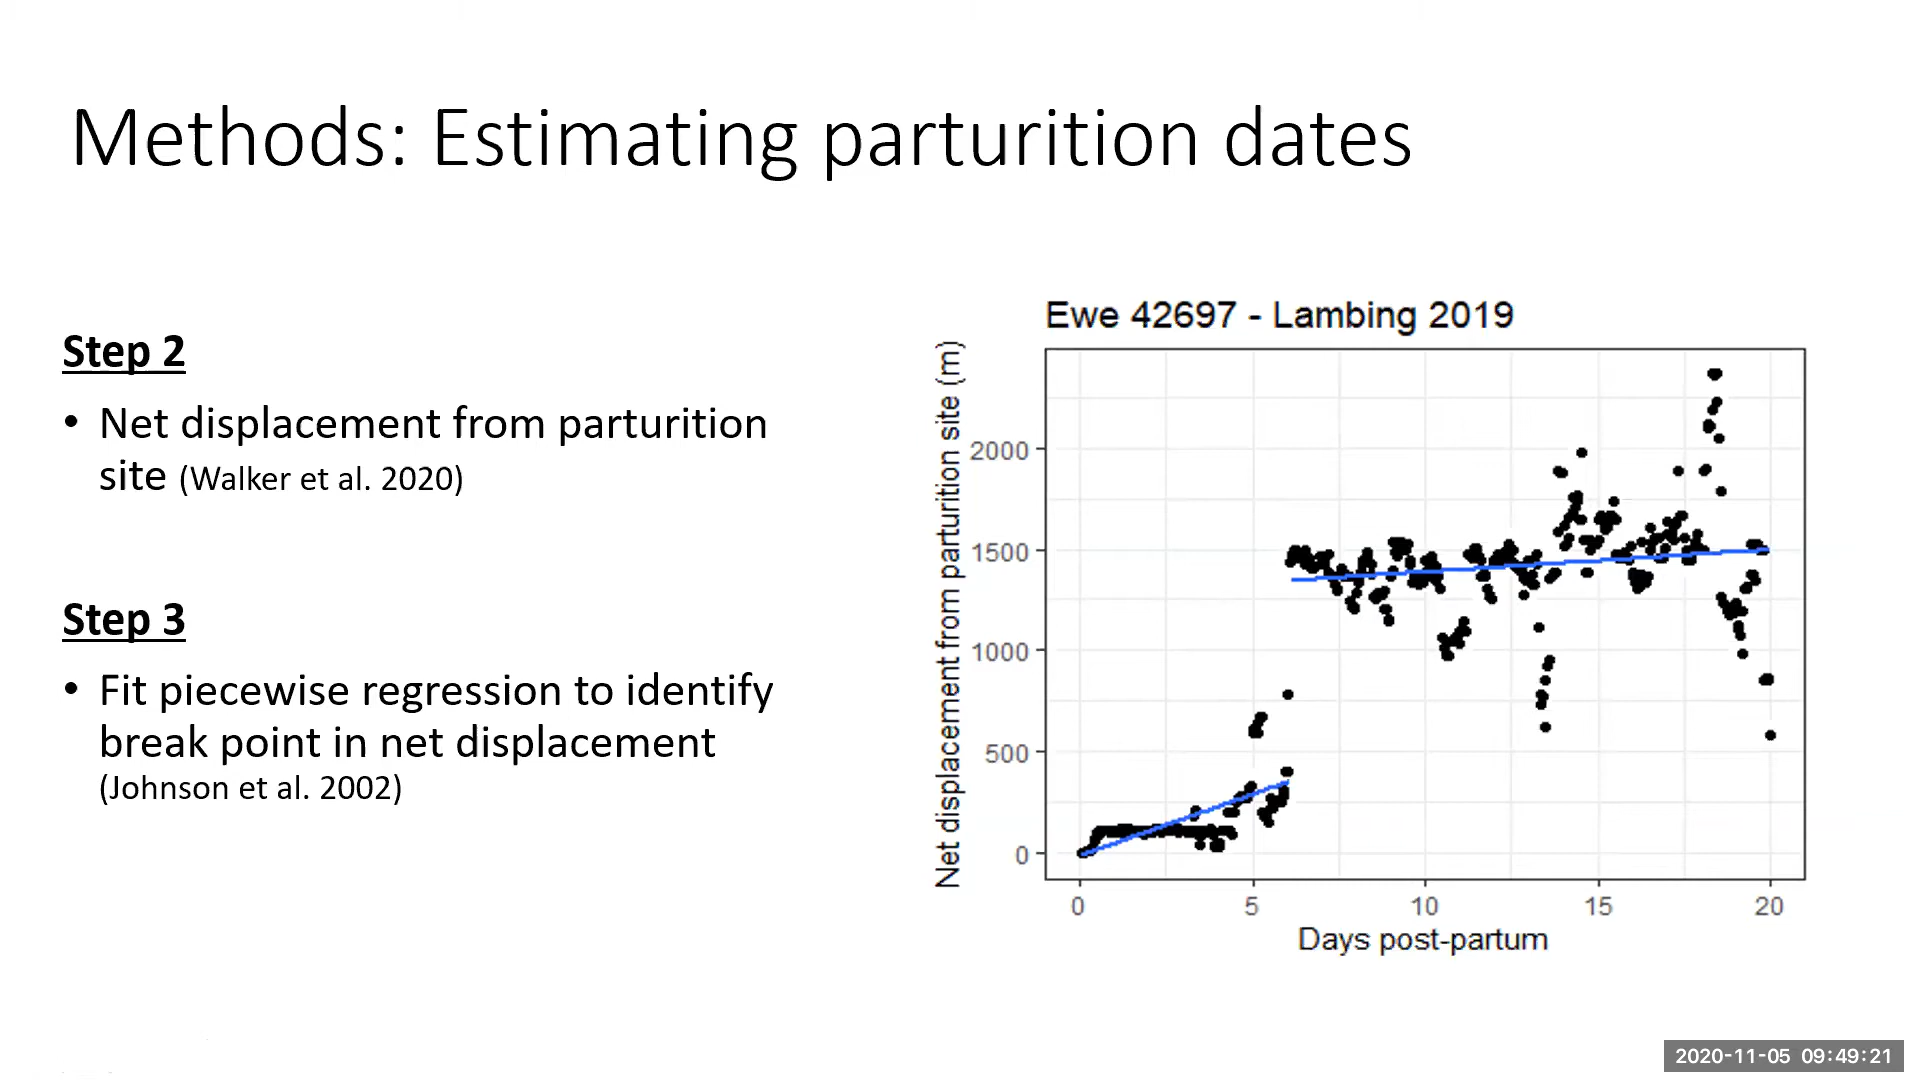 Methods: Estimating parturition dates
Step 2
• Net displacement from parturition
site (Walker et al. 2020)
Step 3
• Fit piecewise regression to identify
break point in net displacement
(Johnson et al. 2002)
Ewe 42697 - Lambing 2019
Net displacement from parturition site (m)
2000
1500
1000
500
0
0 5 10 15 20
Days post-partum
2020-11-05 09:49:21